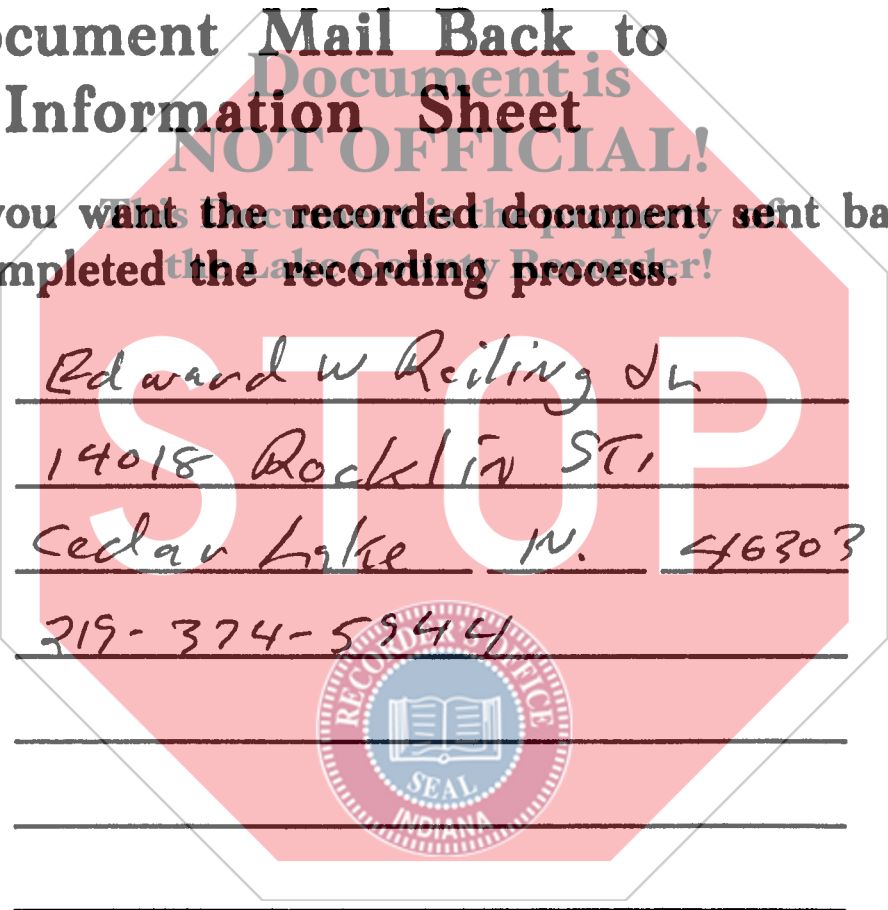 ocument Mail Back to
Information Sheet
Document is
NOT OFFICIAL!
you want the recorded document sent ba
This Document is the property of
mpleted the recording process.
the Lake County Recorder!
STOP
Edward W Reiling Jr
14018 Rocklin ST.
Cedar Lake IN. 46303
219-374-5944
RECORDER'S OFFICE
SEAL
INDIANA